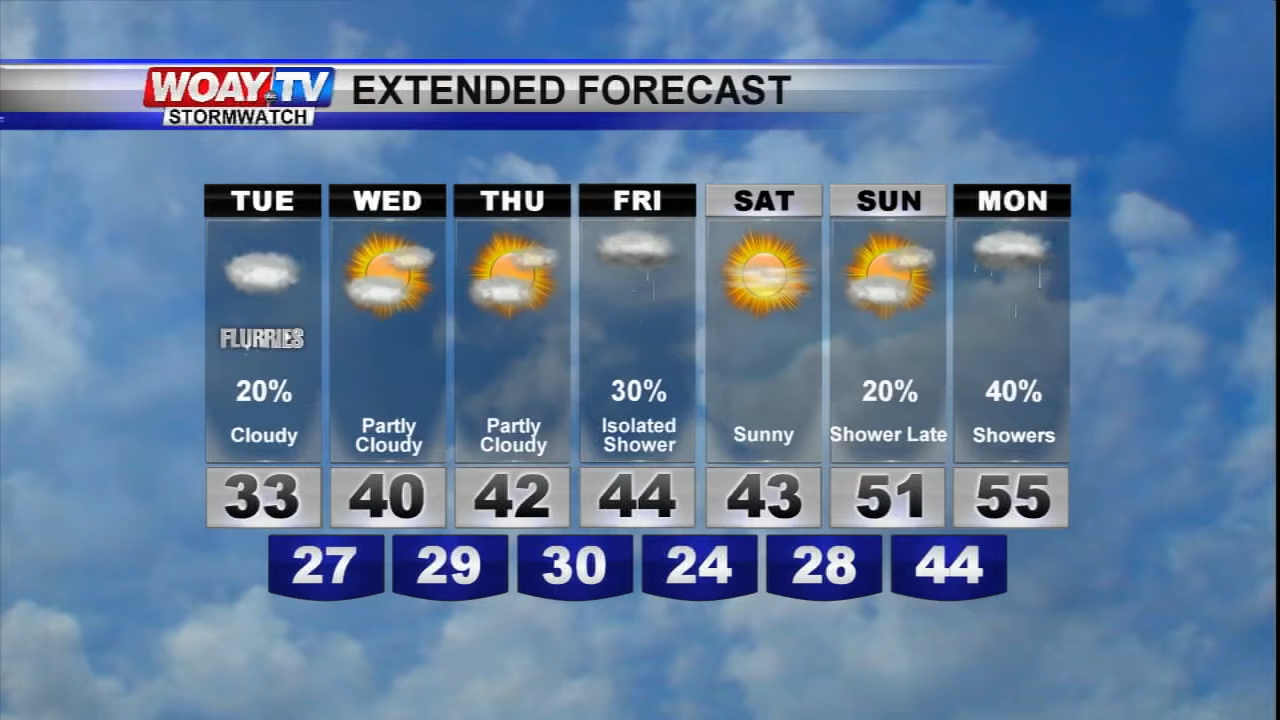 WOAY TV EXTENDED FORECAST
STORMWATCH
TUE WED THU FRI SAT SUN MON
FLURRIES
20% 30% 20% 40%
Cloudy Partly Cloudy Partly Cloudy Isolated Shower Sunny Shower Late Showers
33 40 42 44 43 51 55
27 29 30 24 28 44